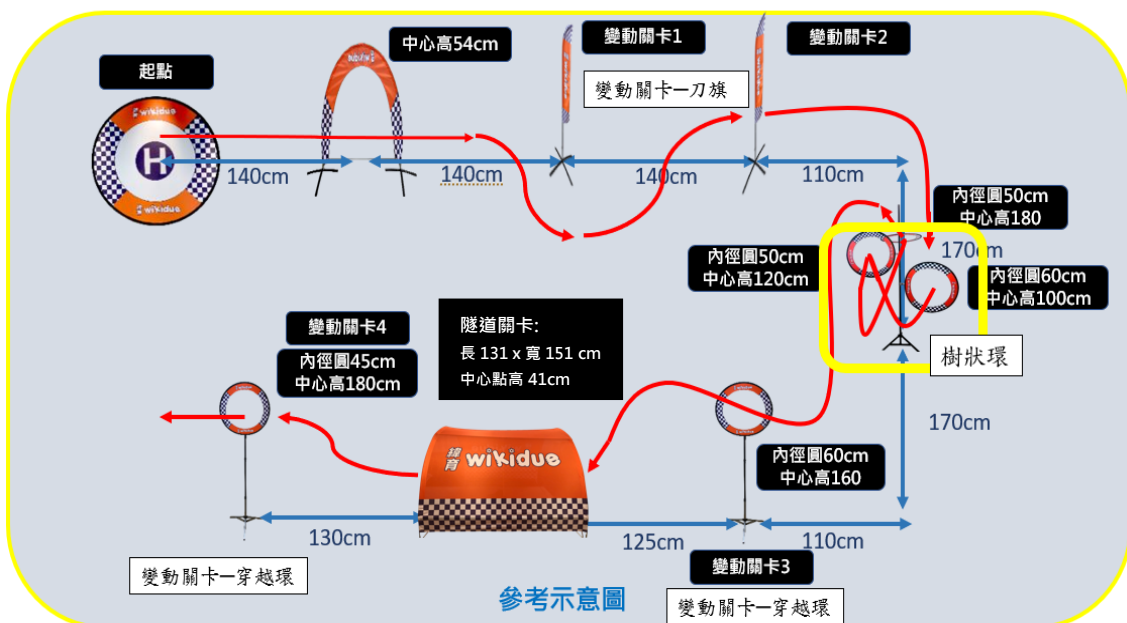 起點
中心高54cm
變動關卡1
變動關卡2
變動關卡—刀旗
wikidue
H
wikidue
140cm
140cm
140cm
110cm
內徑圓50cm
中心高180
170cm
內徑圓50cm
中心高120cm
內徑圓60cm
中心高100cm
樹狀環
變動關卡4
內徑圓45cm
中心高180cm
隧道關卡:
長 131 x 寬 151 cm
中心點高 41cm
170cm
緯育 wikidue
內徑圓60cm
中心高160
130cm
125cm
110cm
變動關卡—穿越環
變動關卡3
參考示意圖
變動關卡—穿越環